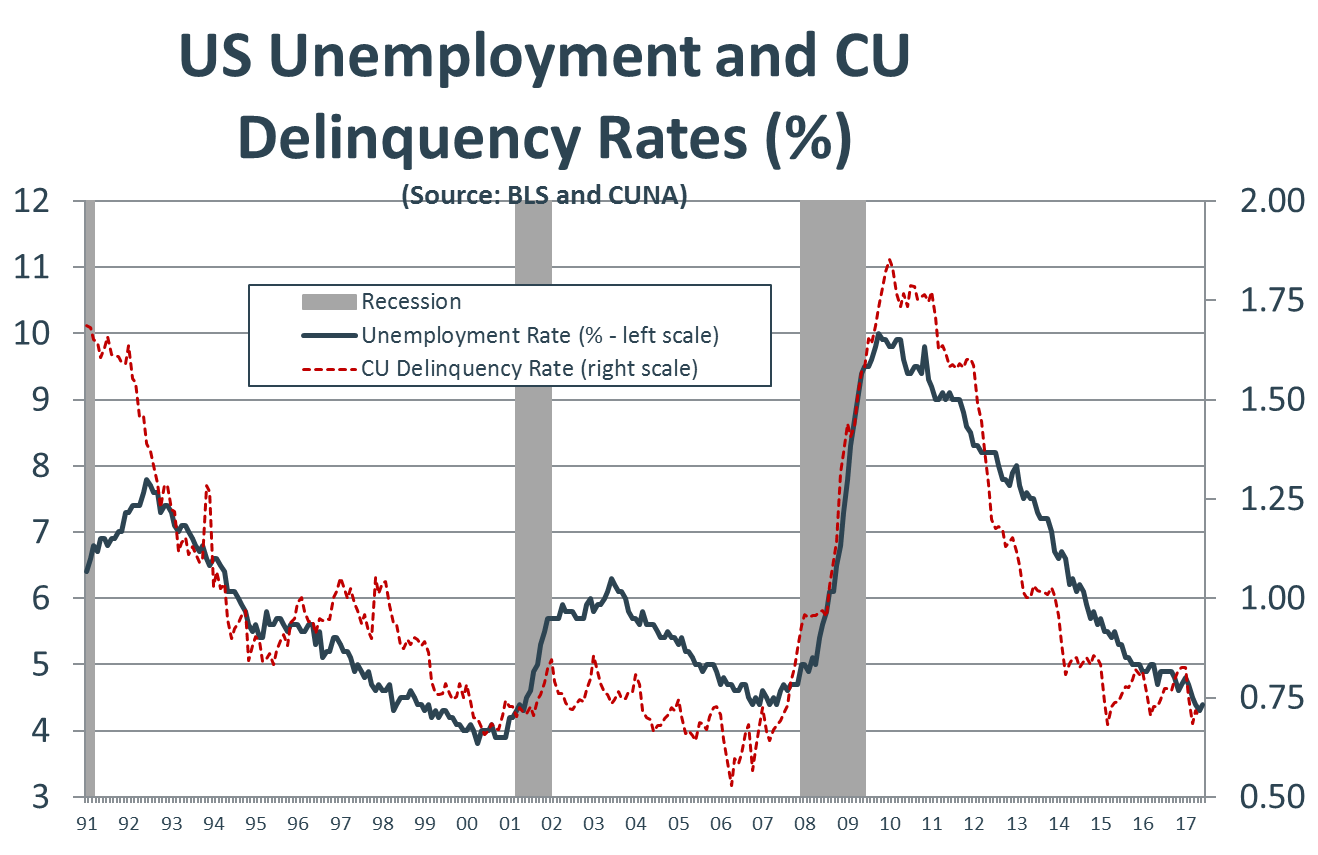 US Unemployment and CU
Delinquency Rates (%)
(Source: BLS and CUNA)
12 2.00
11
1.75
10
9 1.50
8
1.25
7
6 1.00
5
0.75
4
3 0.50
Recession
Unemployment Rate (% - left scale)
CU Delinquency Rate (right scale)
91 92 93 94 95 96 97 98 99 00 01 02 03 04 05 06 07 08 09 10 11 12 13 14 15 16 17